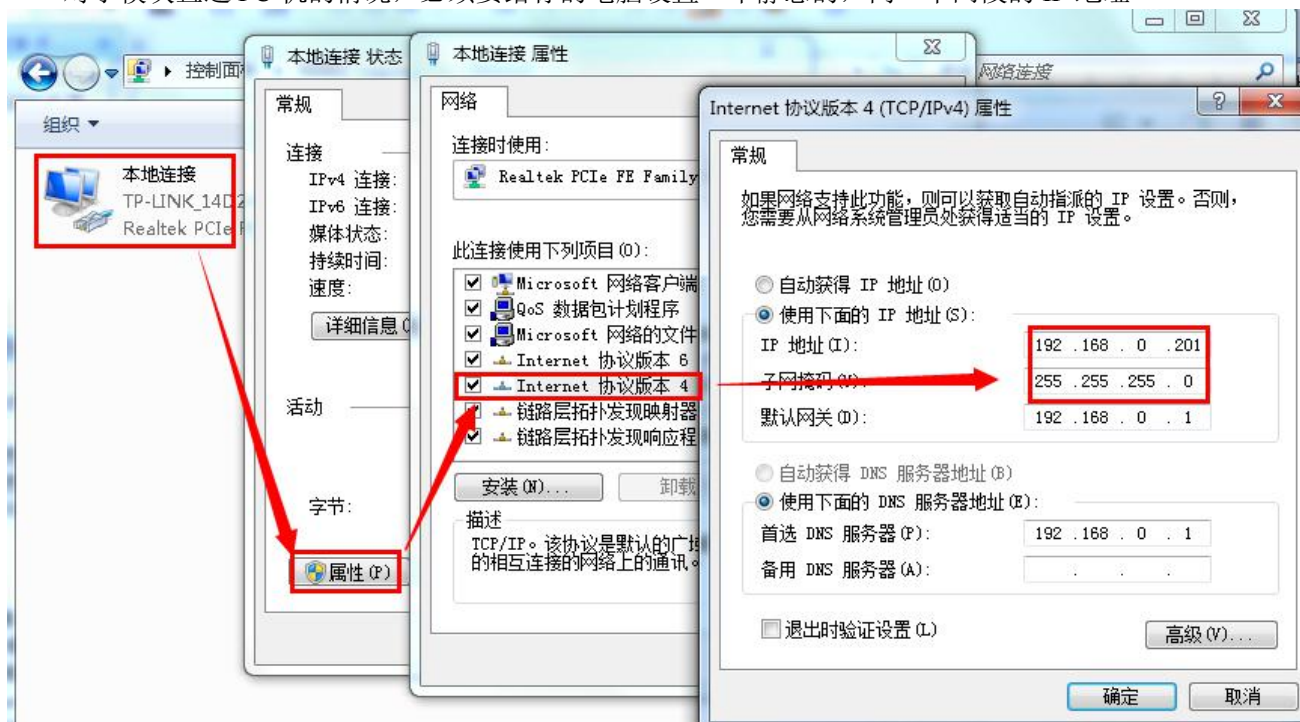 控制面
网络连接
组织
本地连接
TP-LINK_14D2
Realtek PCIe F
本地连接 状态
常规
连接
IPv4 连接:
IPv6 连接:
媒体状态:
持续时间:
速度:
详细信息(
活动
字节:
属性(P)
本地连接 属性
网络
连接时使用:
Realtek PCIe FE Family
此连接使用下列项目(O):
Microsoft 网络客户端
QoS 数据包计划程序
Microsoft 网络的文件
Internet 协议版本 6
Internet 协议版本 4
链路层拓扑发现映射器
链路层拓扑发现响应程
安装(N)...
卸载
描述
TCP/IP。该协议是默认的广域
的相互连接的网络上的通讯。
Internet 协议版本 4 (TCP/IPv4) 属性
常规
如果网络支持此功能，则可以获取自动指派的 IP 设置。否则，
您需要从网络系统管理员处获得适当的 IP 设置。
自动获得 IP 地址(O)
使用下面的 IP 地址(S):
IP 地址(I):
192 .168 . 0 .201
子网掩码(U):
255 .255 .255 . 0
默认网关(D):
192 .168 . 0 . 1
自动获得 DNS 服务器地址(B)
使用下面的 DNS 服务器地址(E):
首选 DNS 服务器(P):
192 .168 . 0 . 1
备用 DNS 服务器(A):
退出时验证设置(L)
高级(V)...
确定
取消